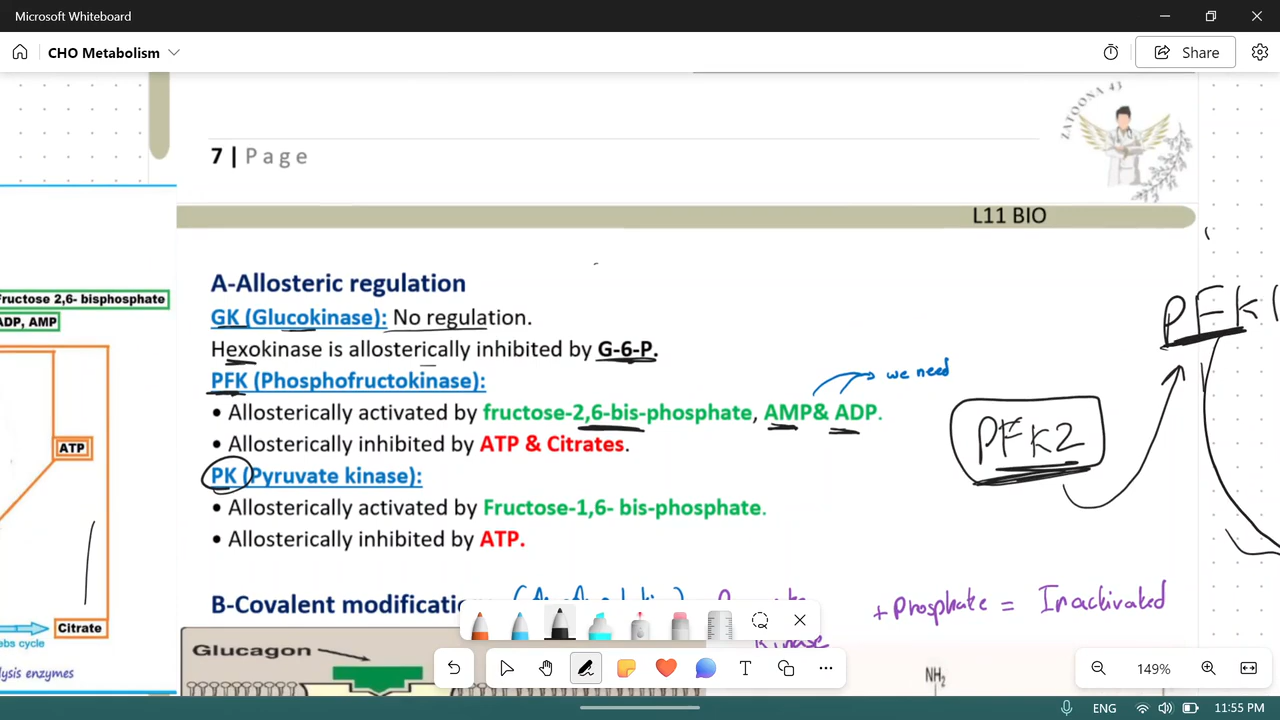 Microsoft Whiteboard
CHO Metabolism
Share
ZATOONA 43
7 | Page
L11 BIO
Fructose 2,6- bisphosphate
ADP, AMP
ATP
Citrate
ebs cycle
lysis enzymes
A-Allosteric regulation
GK (Glucokinase): No regulation.
Hexokinase is allosterically inhibited by G-6-P.
PFK (Phosphofructokinase):
we need
• Allosterically activated by fructose-2,6-bis-phosphate, AMP& ADP.
• Allosterically inhibited by ATP & Citrates.
PK (Pyruvate kinase):
• Allosterically activated by Fructose-1,6- bis-phosphate.
• Allosterically inhibited by ATP.
PFK1
PFK2
B-Covalent modificatio
+ Phosphate = Inactivated
Kinase
Glucagon
NH2
149%
ENG
11:55 PM